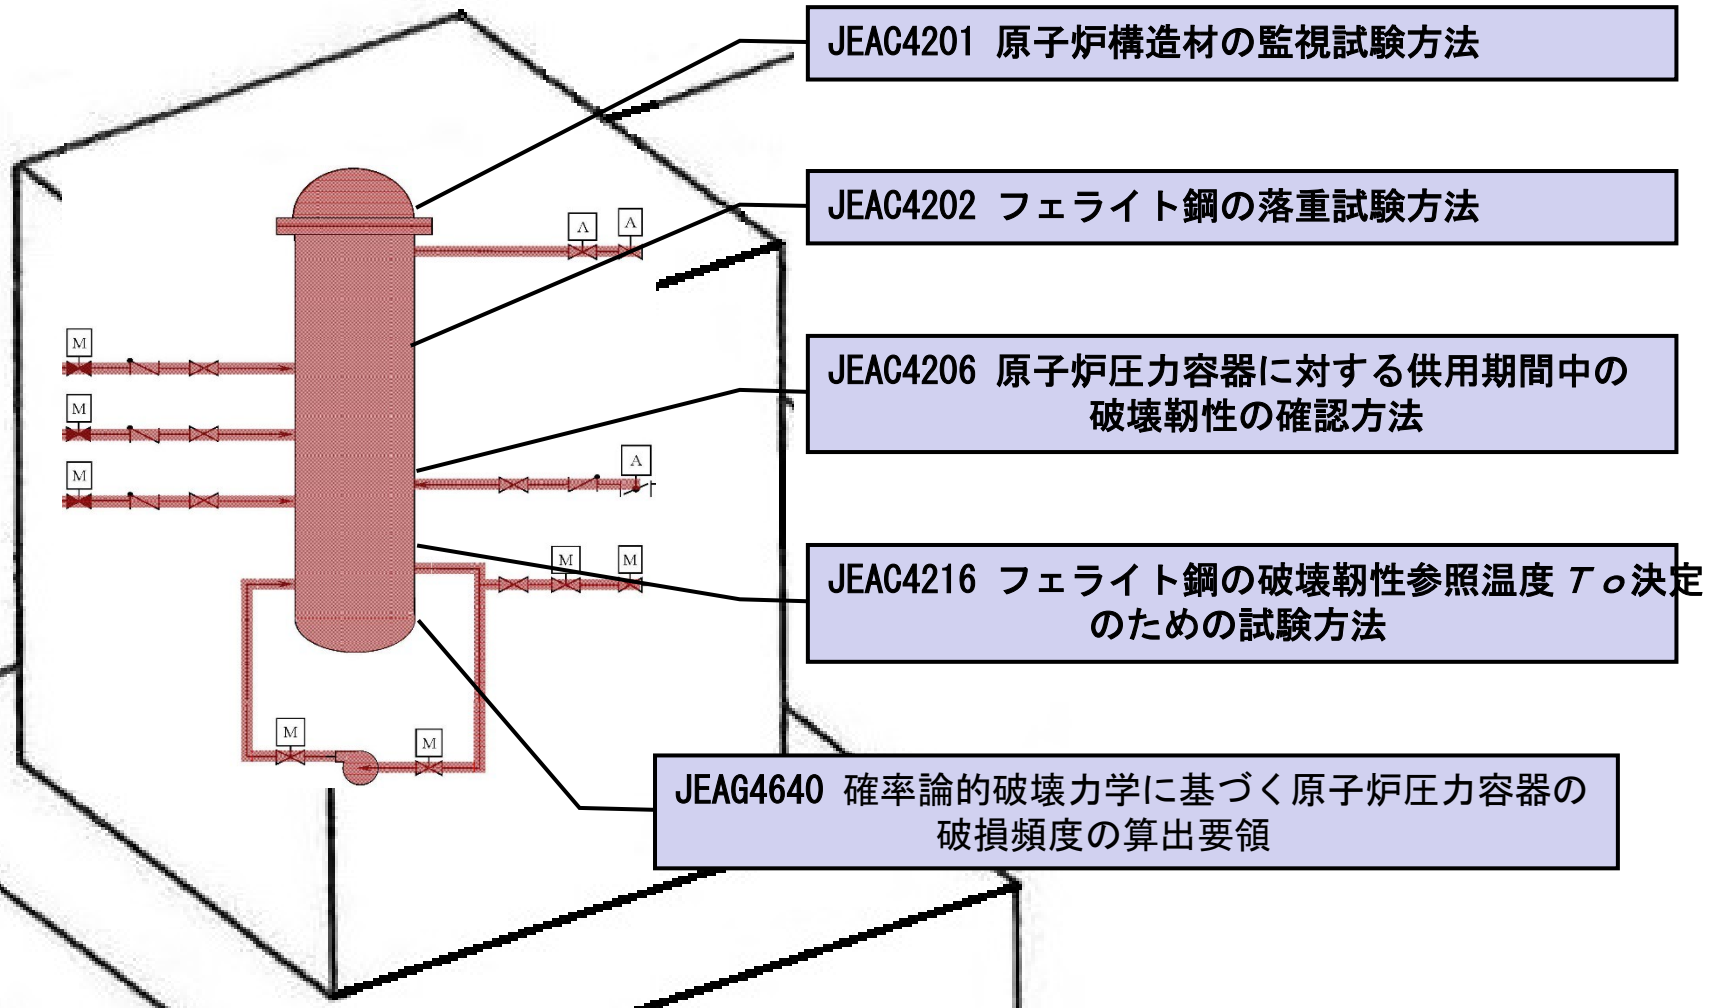 JEAC4201 原子炉構造材の監視試験方法
JEAC4202 フェライト鋼の落重試験方法
A A
M
JEAC4206 原子炉圧力容器に対する供用期間中の
破壊靭性の確認方法
M
M
A
JEAC4216 フェライト鋼の破壊靭性参照温度 To決定
のための試験方法
M M
M
M
JEAG4640 確率論的破壊力学に基づく原子炉圧力容器の
破損頻度の算出要領